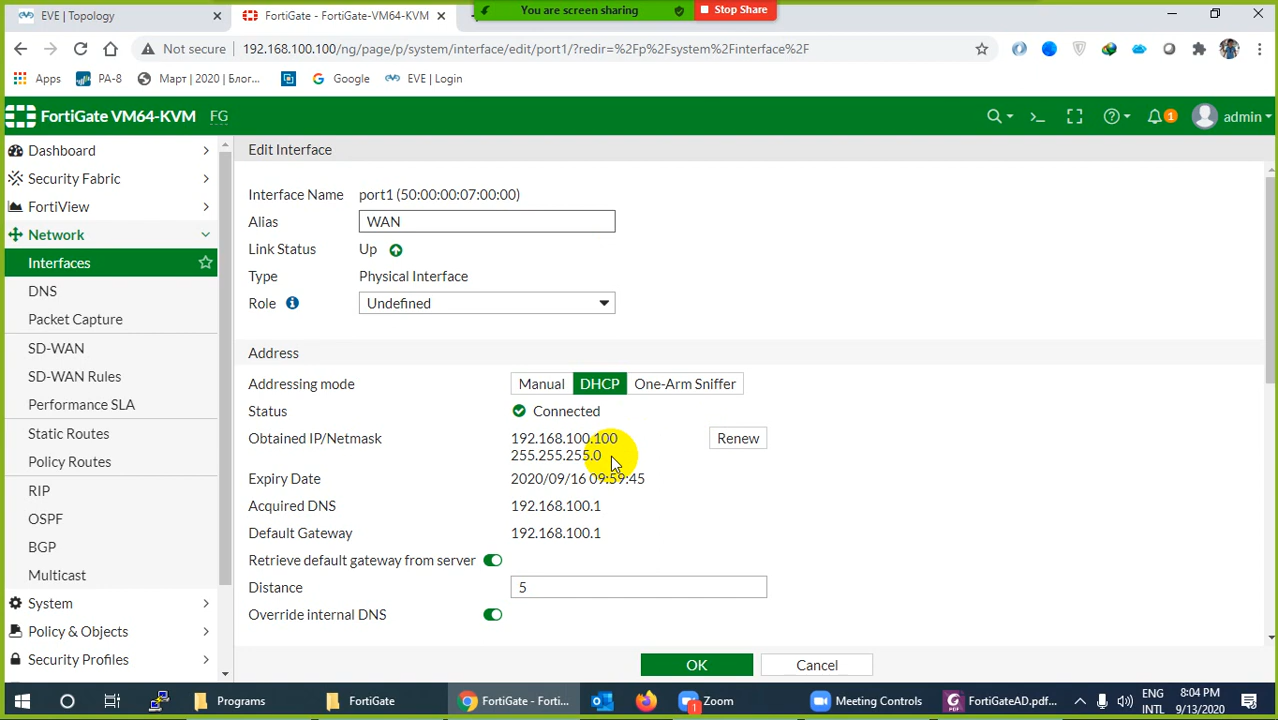 EVE | Topology
FortiGate - FortiGate-VM64-KVM
You are screen sharing
Stop Share
Not secure
192.168.100.100/ng/page/p/system/interface/edit/port1/?redir=%2Fp%2Fsystem%2Finterface%2F
Apps
PA-8
Март | 2020 | Блог...
Google
EVE | Login
FortiGate VM64-KVM
FG
1
admin
Dashboard
Security Fabric
FortiView
Network
Interfaces
DNS
Packet Capture
SD-WAN
SD-WAN Rules
Performance SLA
Static Routes
Policy Routes
RIP
OSPF
BGP
Multicast
System
Policy & Objects
Security Profiles
Edit Interface
Interface Name port1 (50:00:00:07:00:00)
Alias WAN
Link Status Up
Type Physical Interface
Role Undefined
Address
Addressing mode Manual DHCP One-Arm Sniffer
Status Connected
Obtained IP/Netmask 192.168.100.100 Renew
255.255.255.0
Expiry Date 2020/09/16 09:59:45
Acquired DNS 192.168.100.1
Default Gateway 192.168.100.1
Retrieve default gateway from server
Distance 5
Override internal DNS
OK
Cancel
Programs
FortiGate
FortiGate - Forti...
1
Zoom
Meeting Controls
FortiGateAD.pdf...
ENG
INTL
8:04 PM
9/13/2020